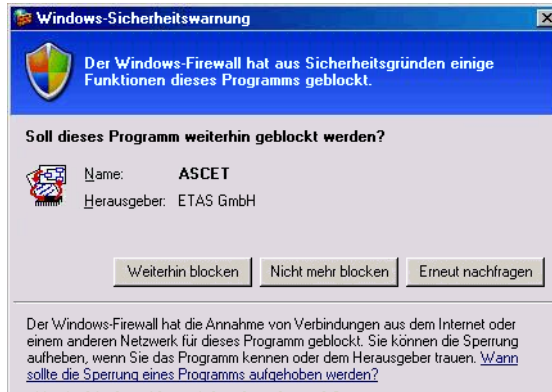 Windows-Sicherheitswarnung
Der Windows-Firewall hat aus Sicherheitsgründen einige
Funktionen dieses Programms geblockt.
Soll dieses Programm weiterhin geblockt werden?
Name: ASCET
Herausgeber: ETAS GmbH
Weiterhin blocken Nicht mehr blocken Erneut nachfragen
Der Windows-Firewall hat die Annahme von Verbindungen aus dem Internet oder
einem anderen Netzwerk für dieses Programm geblockt. Sie können die Sperrung
aufheben, wenn Sie das Programm kennen oder dem Herausgeber trauen. Wann
sollte die Sperrung eines Programms aufgehoben werden?